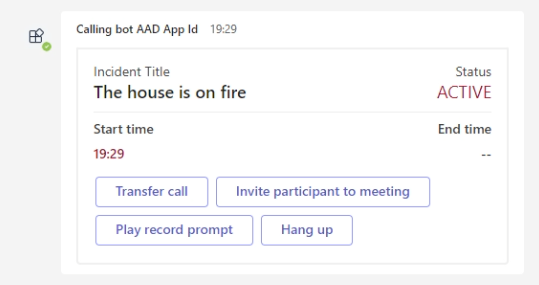 Calling bot AAD App Id 19:29
Incident Title Status
The house is on fire ACTIVE
Start time End time
19:29 --
Transfer call Invite participant to meeting
Play record prompt Hang up